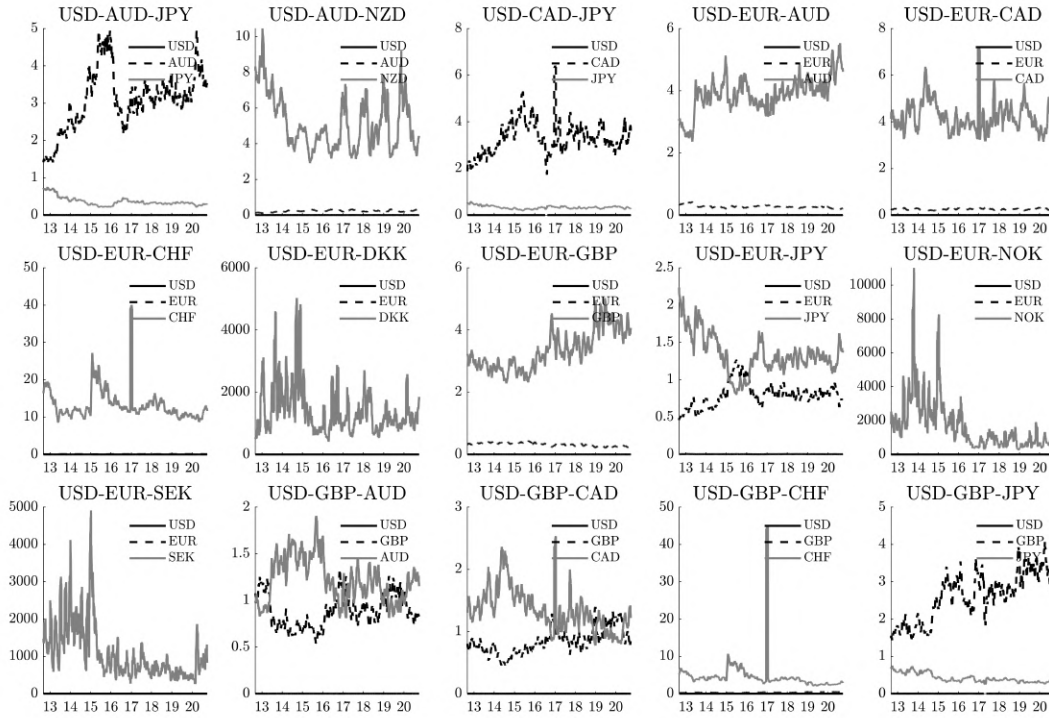 USD-AUD-JPY
5
4
3
2
1
0
USD
AUD
JPY
13 14 15 16 17 18 19 20
USD-AUD-NZD
10
8
6
4
2
0
USD
AUD
NZD
13 14 15 16 17 18 19 20
USD-CAD-JPY
8
6
4
2
0
USD
CAD
JPY
13 14 15 16 17 18 19 20
USD-EUR-AUD
6
4
2
0
USD
EUR
AUD
13 14 15 16 17 18 19 20
USD-EUR-CAD
8
6
4
2
0
USD
EUR
CAD
13 14 15 16 17 18 19 20
USD-EUR-CHF
50
40
30
20
10
0
USD
EUR
CHF
13 14 15 16 17 18 19 20
USD-EUR-DKK
6000
4000
2000
0
USD
EUR
DKK
13 14 15 16 17 18 19 20
USD-EUR-GBP
6
4
2
0
USD
EUR
GBP
13 14 15 16 17 18 19 20
USD-EUR-JPY
2.5
2
1.5
1
0.5
0
USD
EUR
JPY
13 14 15 16 17 18 19 20
USD-EUR-NOK
10000
8000
6000
4000
2000
0
USD
EUR
NOK
13 14 15 16 17 18 19 20
USD-EUR-SEK
5000
4000
3000
2000
1000
0
USD
EUR
SEK
13 14 15 16 17 18 19 20
USD-GBP-AUD
2
1.5
1
0.5
0
USD
GBP
AUD
13 14 15 16 17 18 19 20
USD-GBP-CAD
3
2
1
0
USD
GBP
CAD
13 14 15 16 17 18 19 20
USD-GBP-CHF
50
40
30
20
10
0
USD
GBP
CHF
13 14 15 16 17 18 19 20
USD-GBP-JPY
5
4
3
2
1
0
USD
GBP
JPY
13 14 15 16 17 18 19 20